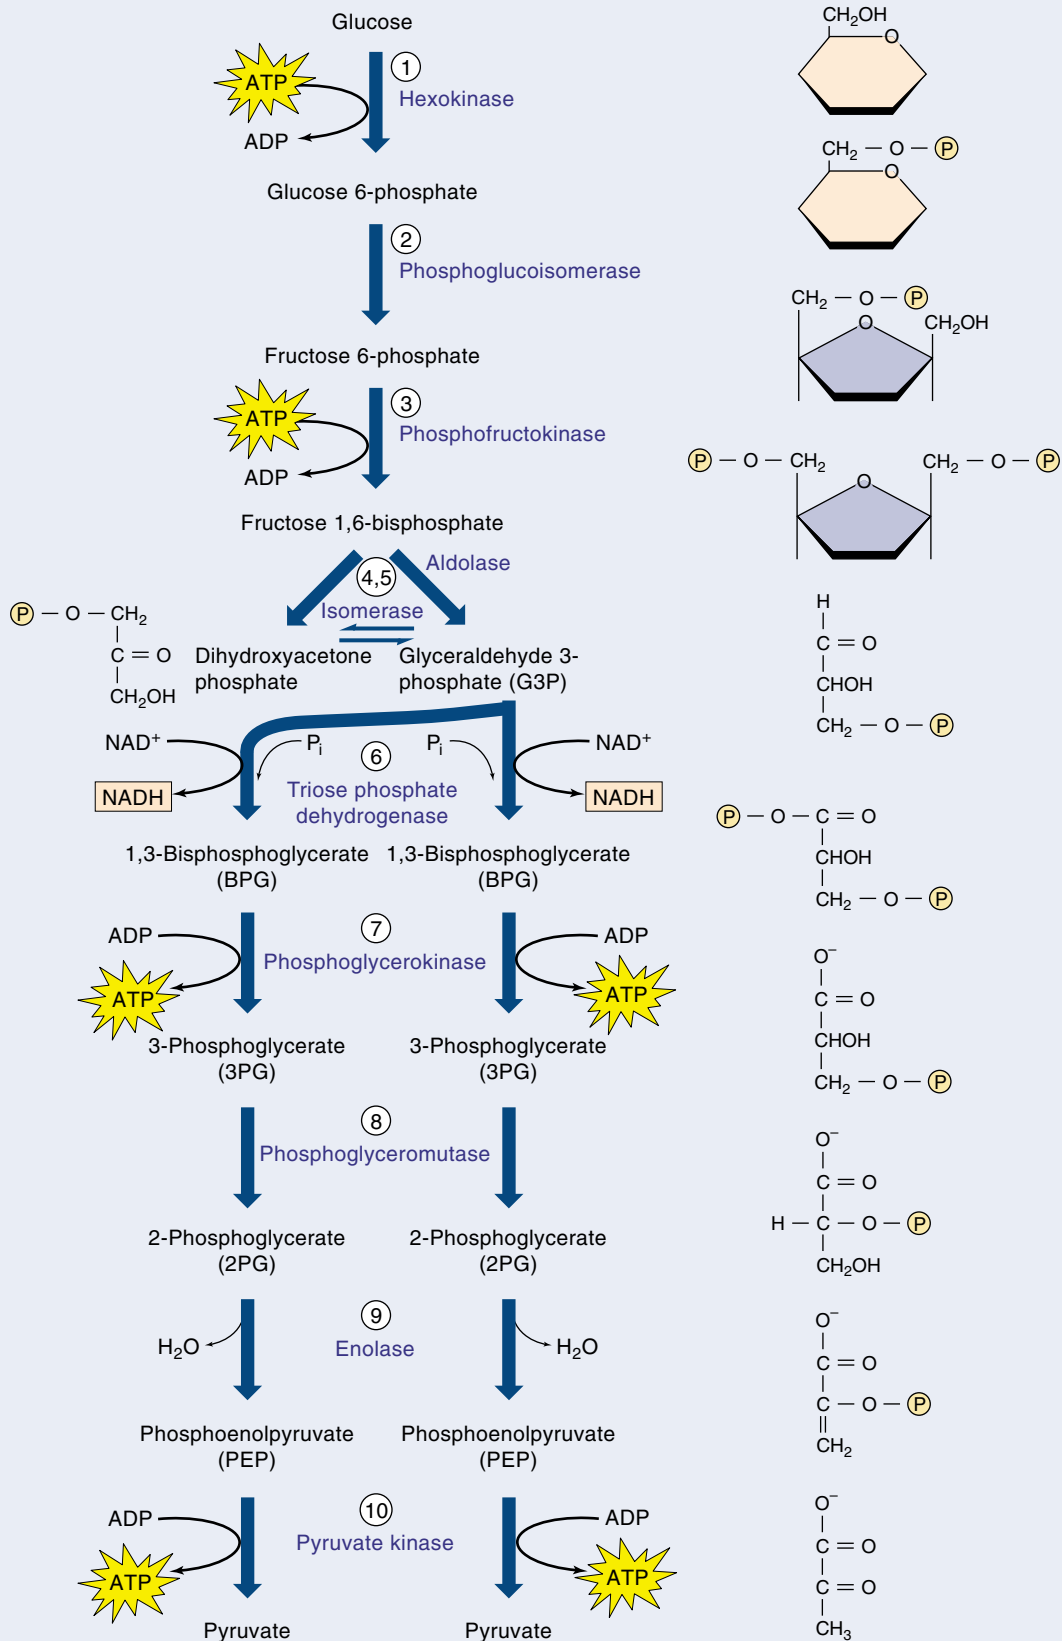 Glucose
ATP
1
Hexokinase
ADP
Glucose 6-phosphate
2
Phosphoglucoisomerase
Fructose 6-phosphate
ATP
3
Phosphofructokinase
ADP
Fructose 1,6-bisphosphate
Aldolase
4,5
Isomerase
P — O — CH₂
C = O
CH₂OH
Dihydroxyacetone
phosphate
Glyceraldehyde 3-
phosphate (G3P)
NAD⁺ Pᵢ Pᵢ NAD⁺
6
NADH NADH
Triose phosphate
dehydrogenase
1,3-Bisphosphoglycerate 1,3-Bisphosphoglycerate
(BPG) (BPG)
7
ADP ADP
Phosphoglycerokinase
ATP ATP
3-Phosphoglycerate 3-Phosphoglycerate
(3PG) (3PG)
8
Phosphoglyceromutase
2-Phosphoglycerate 2-Phosphoglycerate
(2PG) (2PG)
9
H₂O H₂O
Enolase
Phosphoenolpyruvate Phosphoenolpyruvate
(PEP) (PEP)
10
ADP ADP
Pyruvate kinase
ATP ATP
Pyruvate Pyruvate
CH₂OH
O
CH₂ — O — P
O
CH₂ — O — P
O CH₂OH
P — O — CH₂ CH₂ — O — P
O
H
C = O
CHOH
CH₂ — O — P
P — O — C = O
CHOH
CH₂ — O — P
O⁻
C = O
CHOH
CH₂ — O — P
O⁻
C = O
H — C — O — P
CH₂OH
O⁻
C = O
C — O — P
CH₂
O⁻
C = O
C = O
CH₃